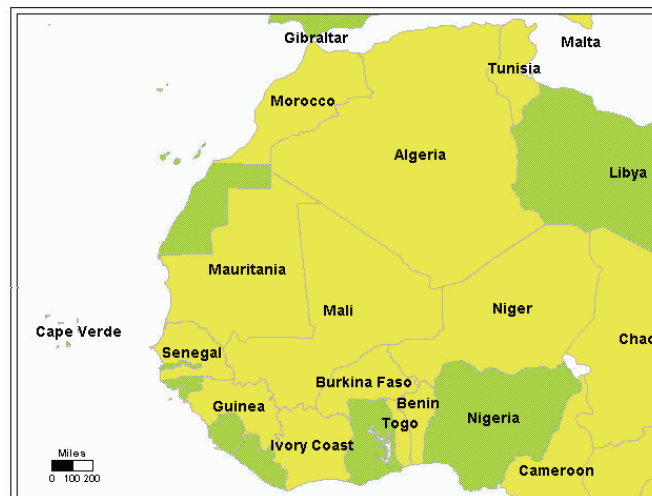 Gibraltar
Malta
Tunisia
Morocco
Algeria
Libya
Mauritania
Mali
Niger
Cape Verde
Chad
Senegal
Burkina Faso
Guinea
Benin
Togo
Nigeria
Ivory Coast
Miles
0 100 200
Cameroon